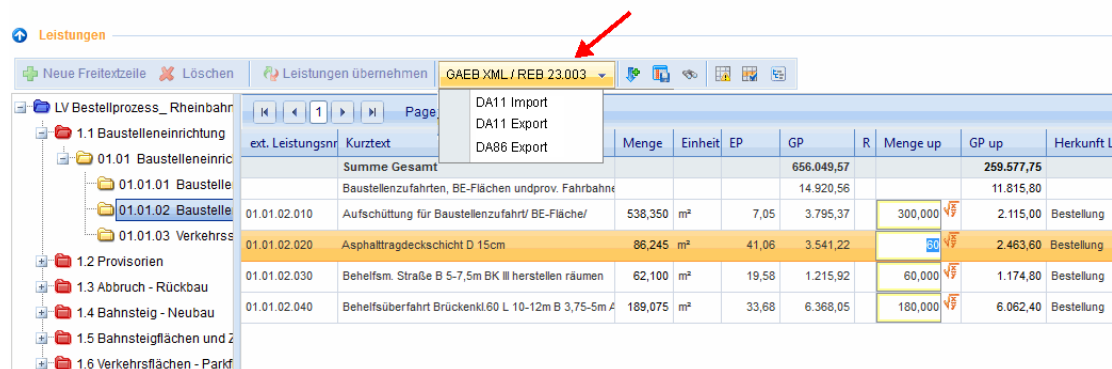 Leistungen
Neue Freitextzeile Löschen Leistungen übernehmen GAEB XML / REB 23.003
DA11 Import
DA11 Export
DA86 Export
LV Bestellprozess_ Rheinbahn
1.1 Baustelleneinrichtung
01.01 Baustelleneinric
01.01.01 Baustelle
01.01.02 Baustelle
01.01.03 Verkehrss
1.2 Provisorien
1.3 Abbruch - Rückbau
1.4 Bahnsteig - Neubau
1.5 Bahnsteigflächen und Z
1.6 Verkehrsflächen - Parkf
1 Page
ext. Leistungsnr Kurztext Menge Einheit EP GP R Menge up GP up Herkunft L
Summe Gesamt 656.049,57 259.577,75
Baustellenzufahrten, BE-Flächen undprov. Fahrbahne 14.920,56 11.815,80
01.01.02.010 Aufschüttung für Baustellenzufahrt/ BE-Fläche/ 538,350 m² 7,05 3.795,37 300,000 2.115,00 Bestellung
01.01.02.020 Asphalttragdeckschicht D 15cm 86,245 m² 41,06 3.541,22 60 2.463,60 Bestellung
01.01.02.030 Behelfsm. Straße B 5-7,5m BK III herstellen räumen 62,100 m² 19,58 1.215,92 60,000 1.174,80 Bestellung
01.01.02.040 Behelfsüberfahrt Brückenkl.60 L 10-12m B 3,75-5m A 189,075 m² 33,68 6.368,05 180,000 6.062,40 Bestellung